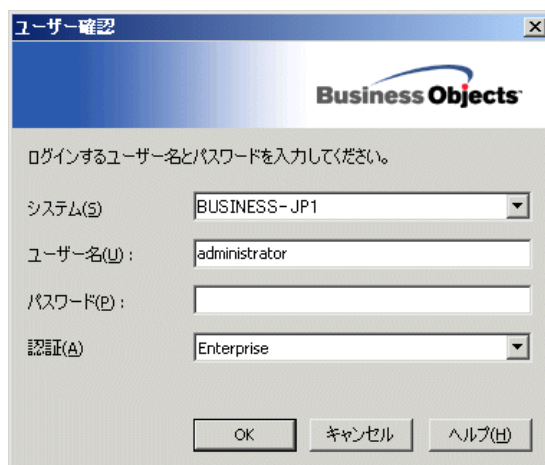 ユーザー確認
Business Objects
ログインするユーザー名とパスワードを入力してください。
システム(S) BUSINESS-JP1
ユーザー名(U) : administrator
パスワード(P) :
認証(A) Enterprise
OK キャンセル ヘルプ(H)